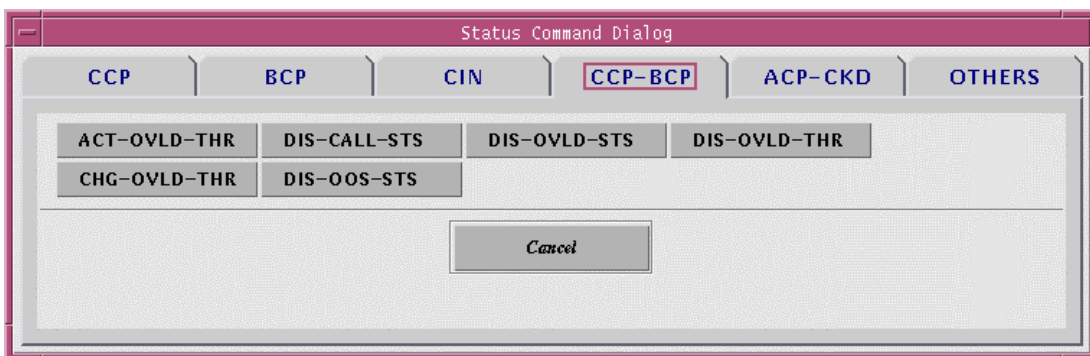 Status Command Dialog
CCP BCP CIN CCP-BCP ACP-CKD OTHERS
ACT-OVLD-THR DIS-CALL-STS DIS-OVLD-STS DIS-OVLD-THR
CHG-OVLD-THR DIS-OOS-STS
Cancel